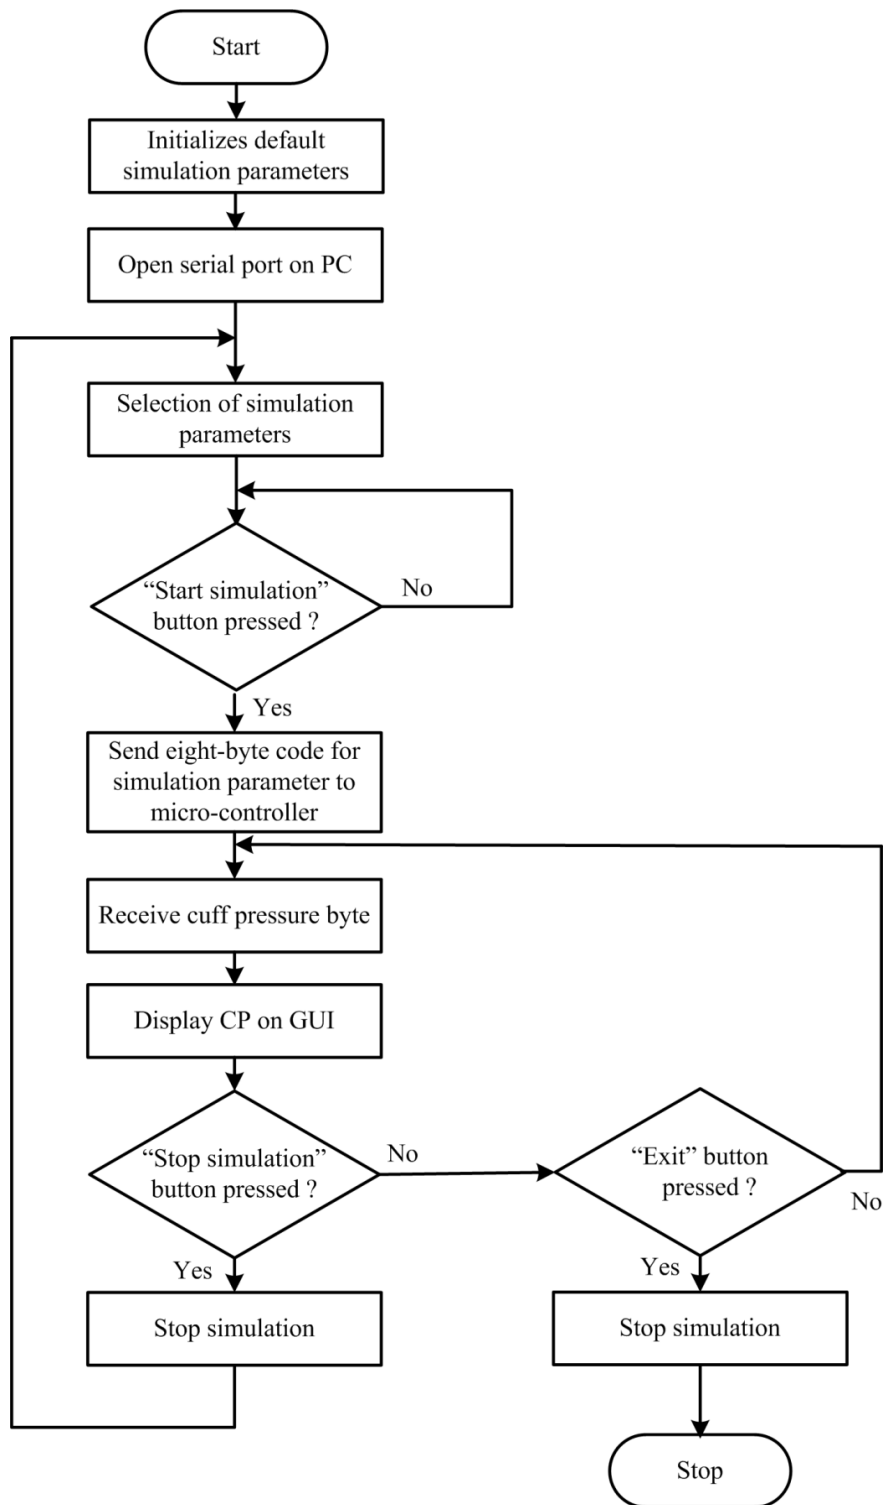 Start
Initializes default
simulation parameters
Open serial port on PC
Selection of simulation
parameters
“Start simulation”
button pressed ?
No
Yes
Send eight-byte code for
simulation parameter to
micro-controller
Receive cuff pressure byte
Display CP on GUI
“Stop simulation”
button pressed ?
No
“Exit” button
pressed ?
No
Yes
Stop simulation
Yes
Stop simulation
Stop